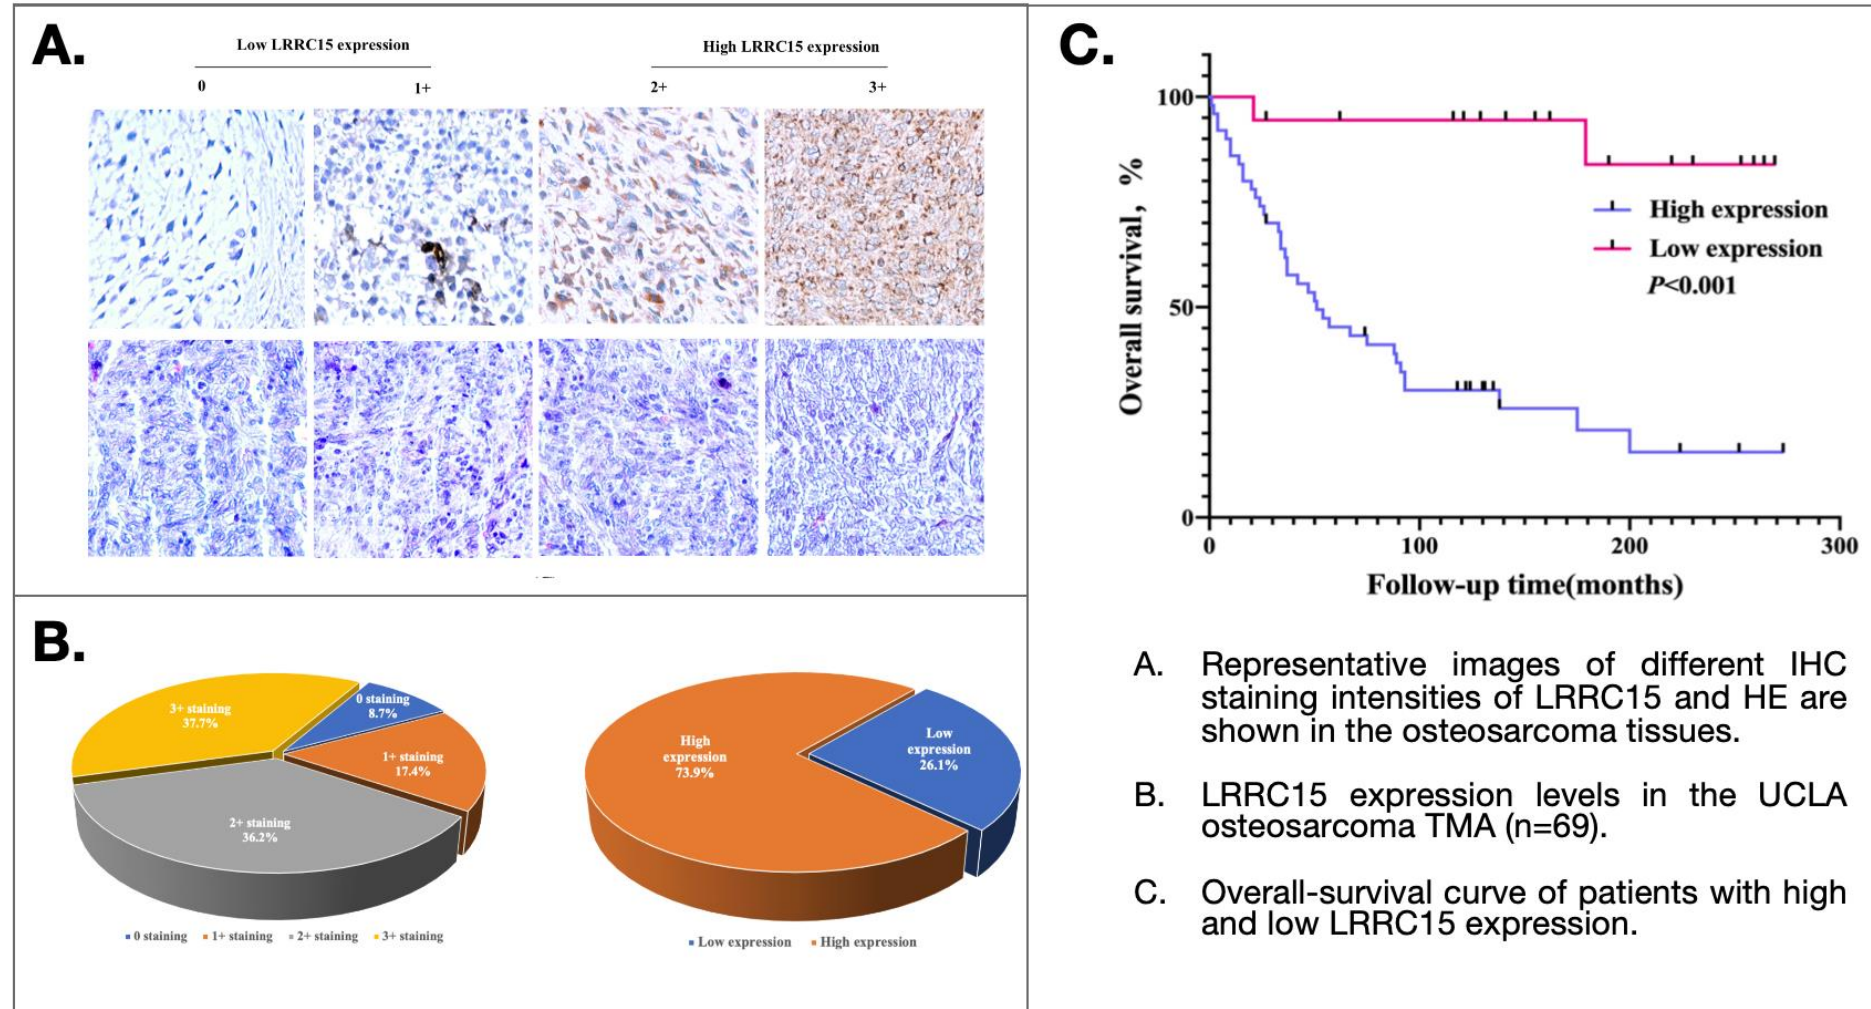 A.
Low LRRC15 expression
High LRRC15 expression
0
1+
2+
3+
B.
3+ staining
37.7%
0 staining
8.7%
1+ staining
17.4%
2+ staining
36.2%
0 staining 1+ staining 2+ staining 3+ staining
High
expression
73.9%
Low
expression
26.1%
Low expression High expression
C.
Overall survival, %
100
50
0
0
100
200
300
Follow-up time(months)
High expression
Low expression
P<0.001
A. Representative images of different IHC
staining intensities of LRRC15 and HE are
shown in the osteosarcoma tissues.
B. LRRC15 expression levels in the UCLA
osteosarcoma TMA (n=69).
C. Overall-survival curve of patients with high
and low LRRC15 expression.